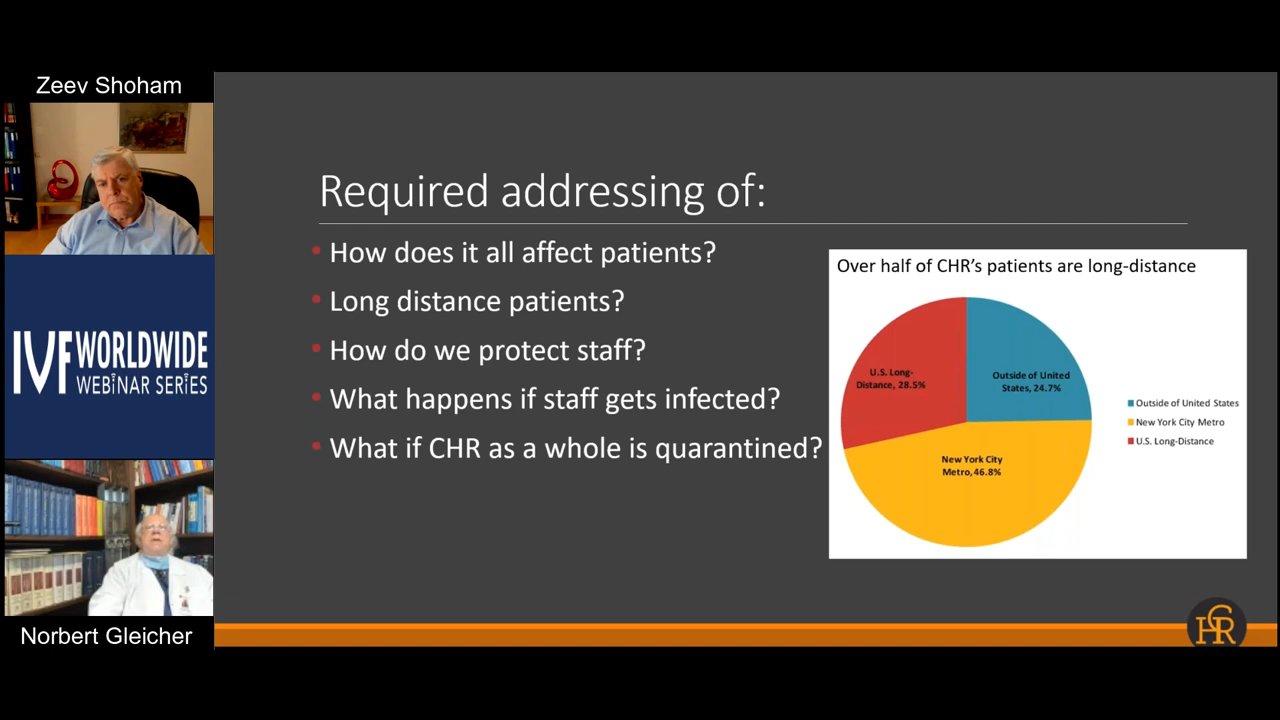 Zeev Shoham
IVF WORLDWIDE
WEBINAR SERIES
Norbert Gleicher
Required addressing of:
• How does it all affect patients?
• Long distance patients?
• How do we protect staff?
• What happens if staff gets infected?
• What if CHR as a whole is quarantined?
Over half of CHR’s patients are long-distance
U.S. Long-
Distance, 28.5%
Outside of United
States, 24.7%
New York City
Metro, 46.8%
Outside of United States
New York City Metro
U.S. Long-Distance
CHR